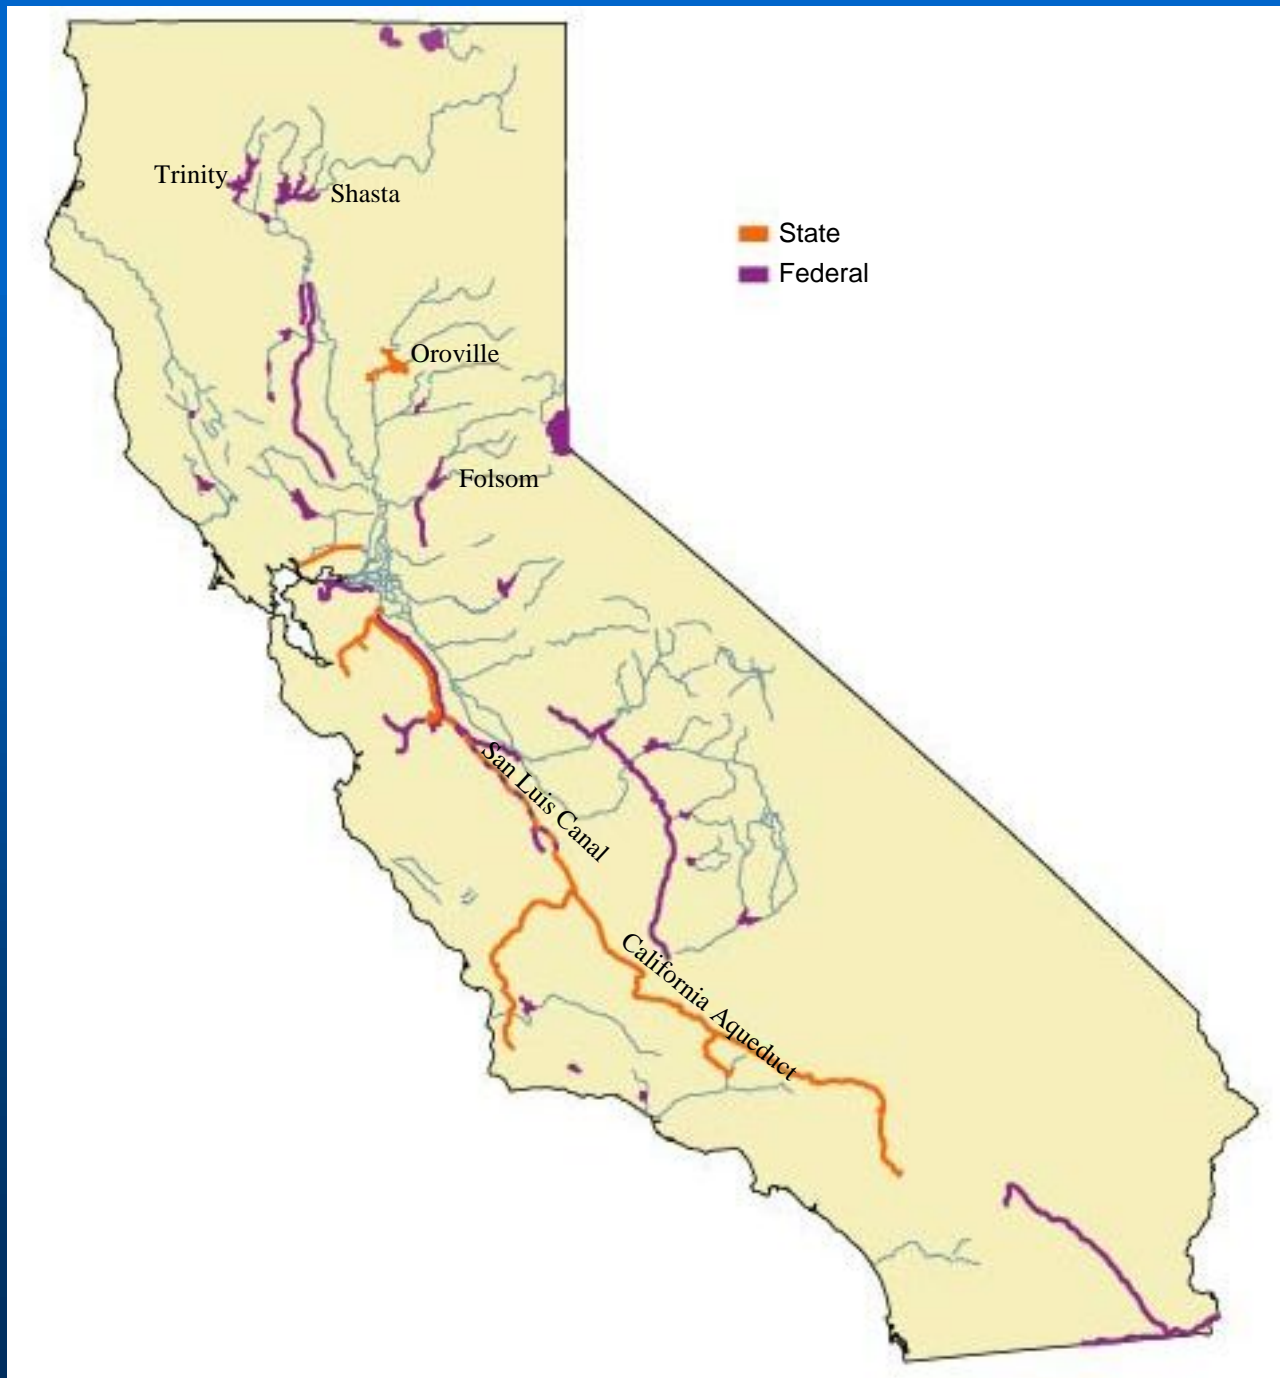 Trinity
Shasta
State
Federal
Oroville
Folsom
San Luis Canal
California Aqueduct